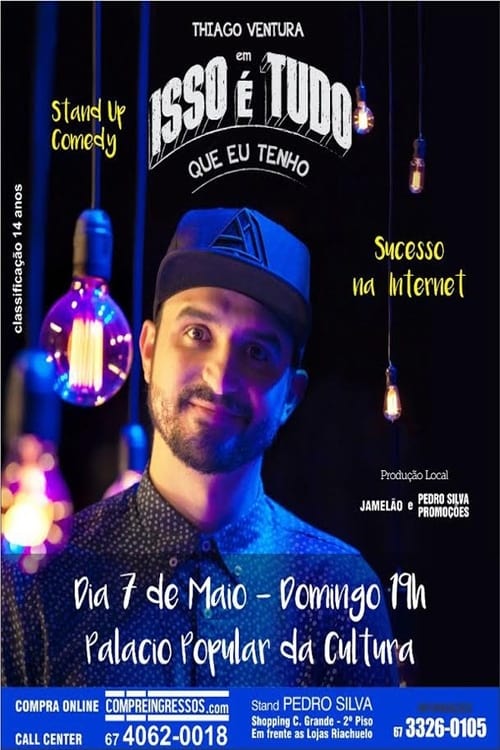 THIAGO VENTURA
em
ISSO É TUDO
QUE EU TENHO
Stand Up
Comedy
classificação 14 anos
Sucesso
na Internet
Produção Local
JAMELÃO e PEDRO SILVA
PROMOÇÕES
Dia 7 de Maio - Domingo 19h
Palacio Popular da Cultura
COMPRA ONLINE COMPREINGRESSOS.com
CALL CENTER 67 4062-0018
Stand PEDRO SILVA
Shopping C. Grande - 2º Piso
Em frente as Lojas Riachuelo
67 3326-0105